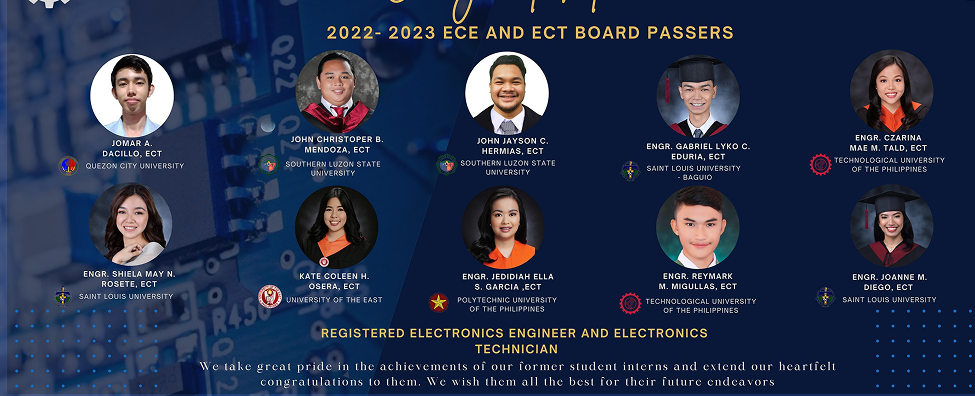 2022- 2023 ECE AND ECT BOARD PASSERS
JOMAR A.
DACILLO, ECT
QUEZON CITY UNIVERSITY
JOHN CHRISTOPER B.
MENDOZA, ECT
SOUTHERN LUZON STATE
UNIVERSITY
JOHN JAYSON C.
HERMIAS, ECT
SOUTHERN LUZON STATE
UNIVERSITY
ENGR. GABRIEL LYKO C.
EDURIA, ECT
SAINT LOUIS UNIVERSITY
- BAGUIO
ENGR. CZARINA
MAE M. TALD, ECT
TECHNOLOGICAL UNIVERSITY
OF THE PHILIPPINES
ENGR. SHIELA MAY N.
ROSETE, ECT
SAINT LOUIS UNIVERSITY
KATE COLEEN H.
OSERA, ECT
UNIVERSITY OF THE EAST
ENGR. JEDIDIAH ELLA
S. GARCIA ,ECT
POLYTECHNIC UNIVERSITY
OF THE PHILIPPINES
ENGR. REYMARK
M. MIGULLAS, ECT
TECHNOLOGICAL UNIVERSITY
OF THE PHILIPPINES
ENGR. JOANNE M.
DIEGO, ECT
SAINT LOUIS UNIVERSITY
REGISTERED ELECTRONICS ENGINEER AND ELECTRONICS
TECHNICIAN
We take great pride in the achievements of our former student interns and extend our heartfelt
congratulations to them. We wish them all the best for their future endeavors